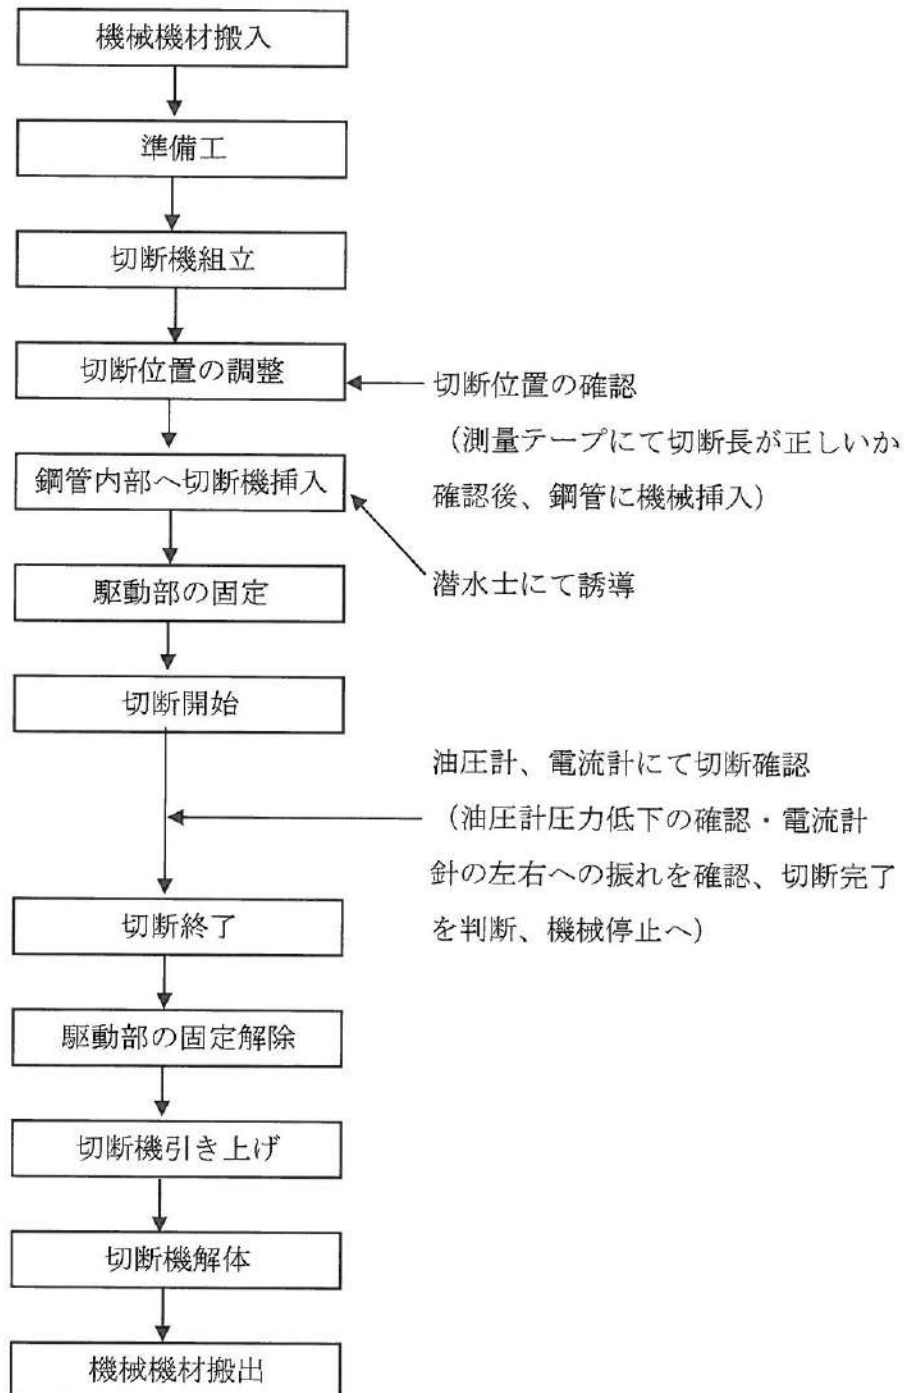 機械機材搬入
準備工
切断機組立
切断位置の調整
切断位置の確認
（測量テープにて切断長が正しいか
確認後、鋼管に機械挿入）
鋼管内部へ切断機挿入
潜水士にて誘導
駆動部の固定
切断開始
油圧計、電流計にて切断確認
（油圧計圧力低下の確認・電流計
針の左右への振れを確認、切断完了
を判断、機械停止へ）
切断終了
駆動部の固定解除
切断機引き上げ
切断機解体
機械機材搬出